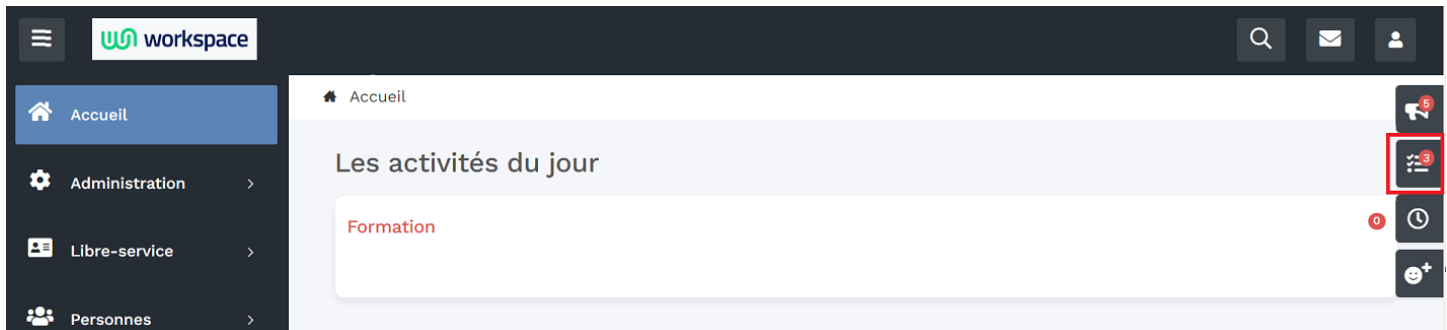 workspace
Accueil
Administration
Libre-service
Personnes
Accueil
Les activités du jour
Formation
0
5
3